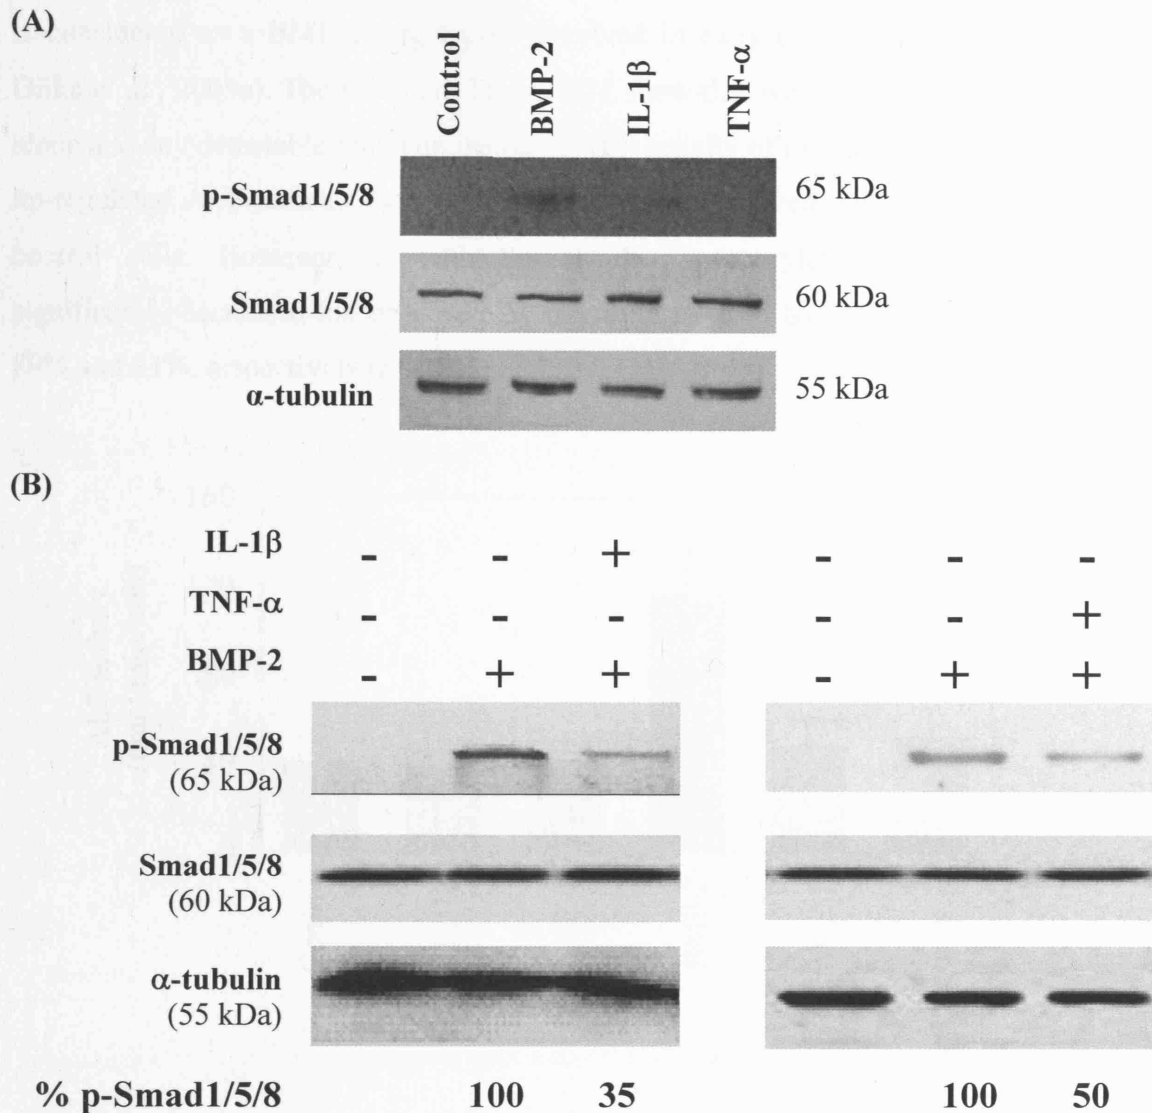 (A)
Control BMP-2 IL-1β TNF-α
p-Smad1/5/8 65 kDa
Smad1/5/8 60 kDa
α-tubulin 55 kDa
(B)
IL-1β - - + - - -
TNF-α - - - - - +
BMP-2 - + + - + +
p-Smad1/5/8
(65 kDa)
Smad1/5/8
(60 kDa)
α-tubulin
(55 kDa)
% p-Smad1/5/8 100 35 100 50